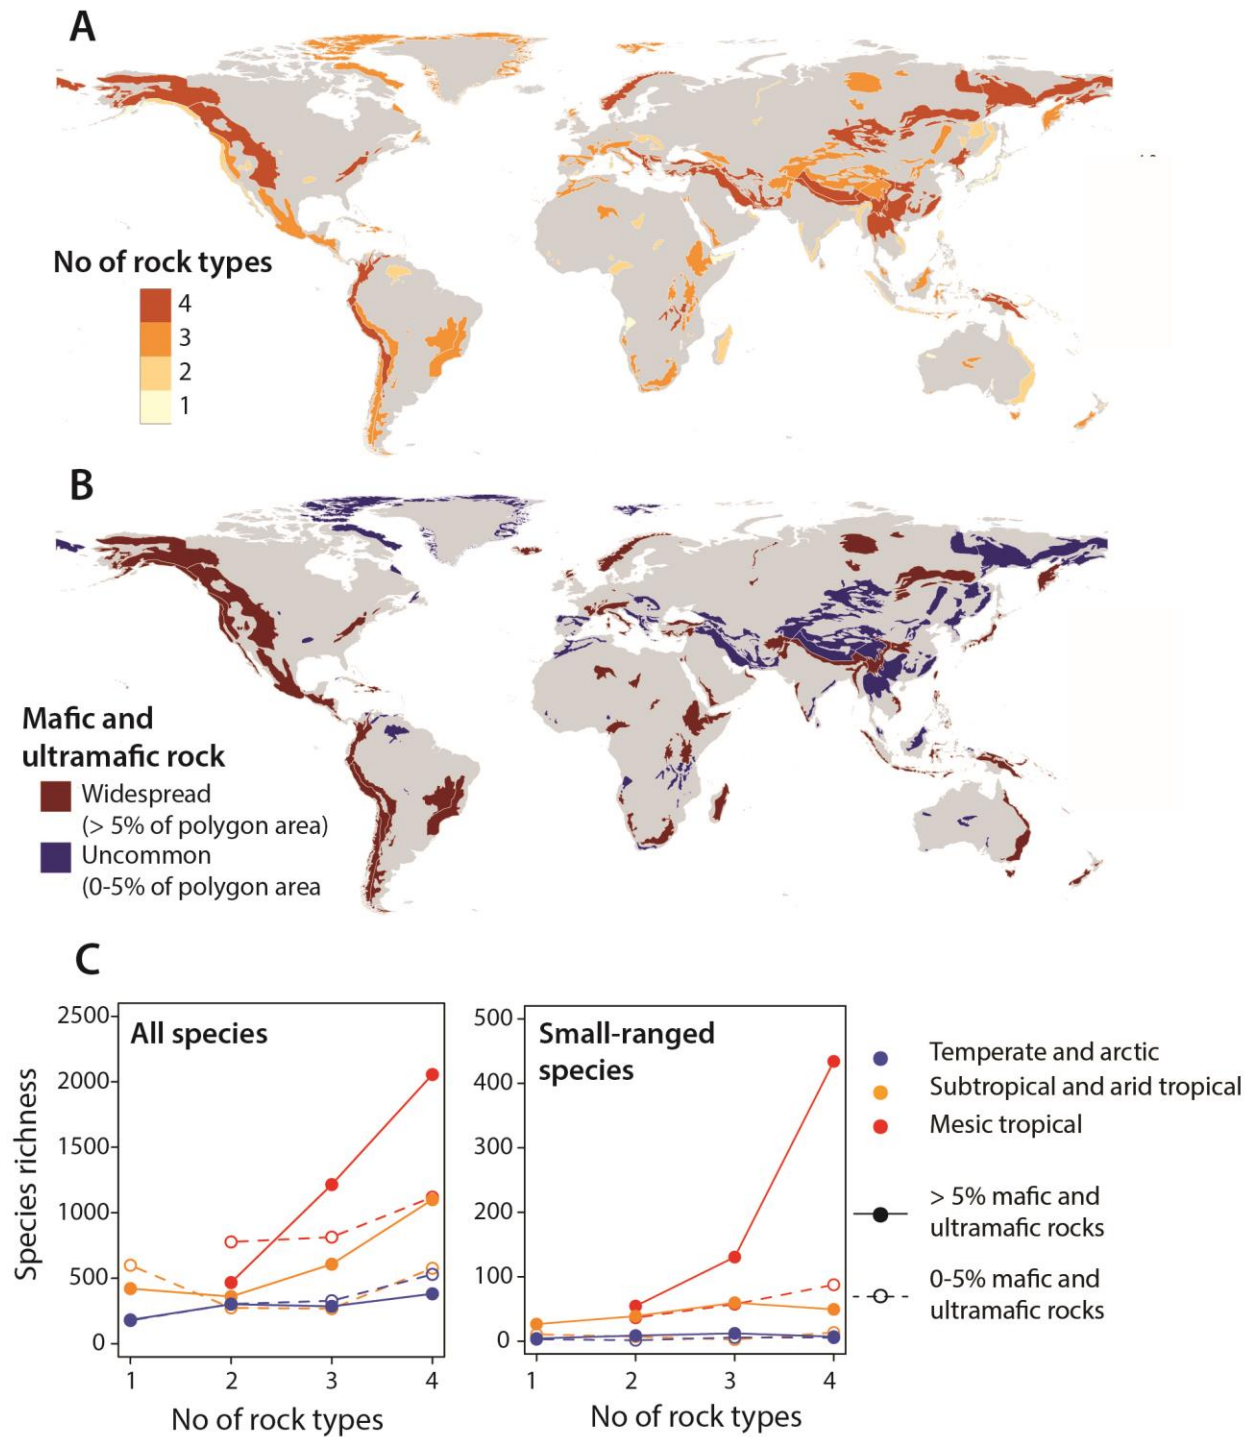 A
No of rock types
4
3
2
1
B
Mafic and
ultramafic rock
Widespread
(> 5% of polygon area)
Uncommon
(0-5% of polygon area
C
All species
Species richness
2500
2000
1500
1000
500
0
1 2 3 4
No of rock types
Small-ranged
species
500
400
300
200
100
0
1 2 3 4
No of rock types
Temperate and arctic
Subtropical and arid tropical
Mesic tropical
> 5% mafic and
ultramafic rocks
0-5% mafic and
ultramafic rocks